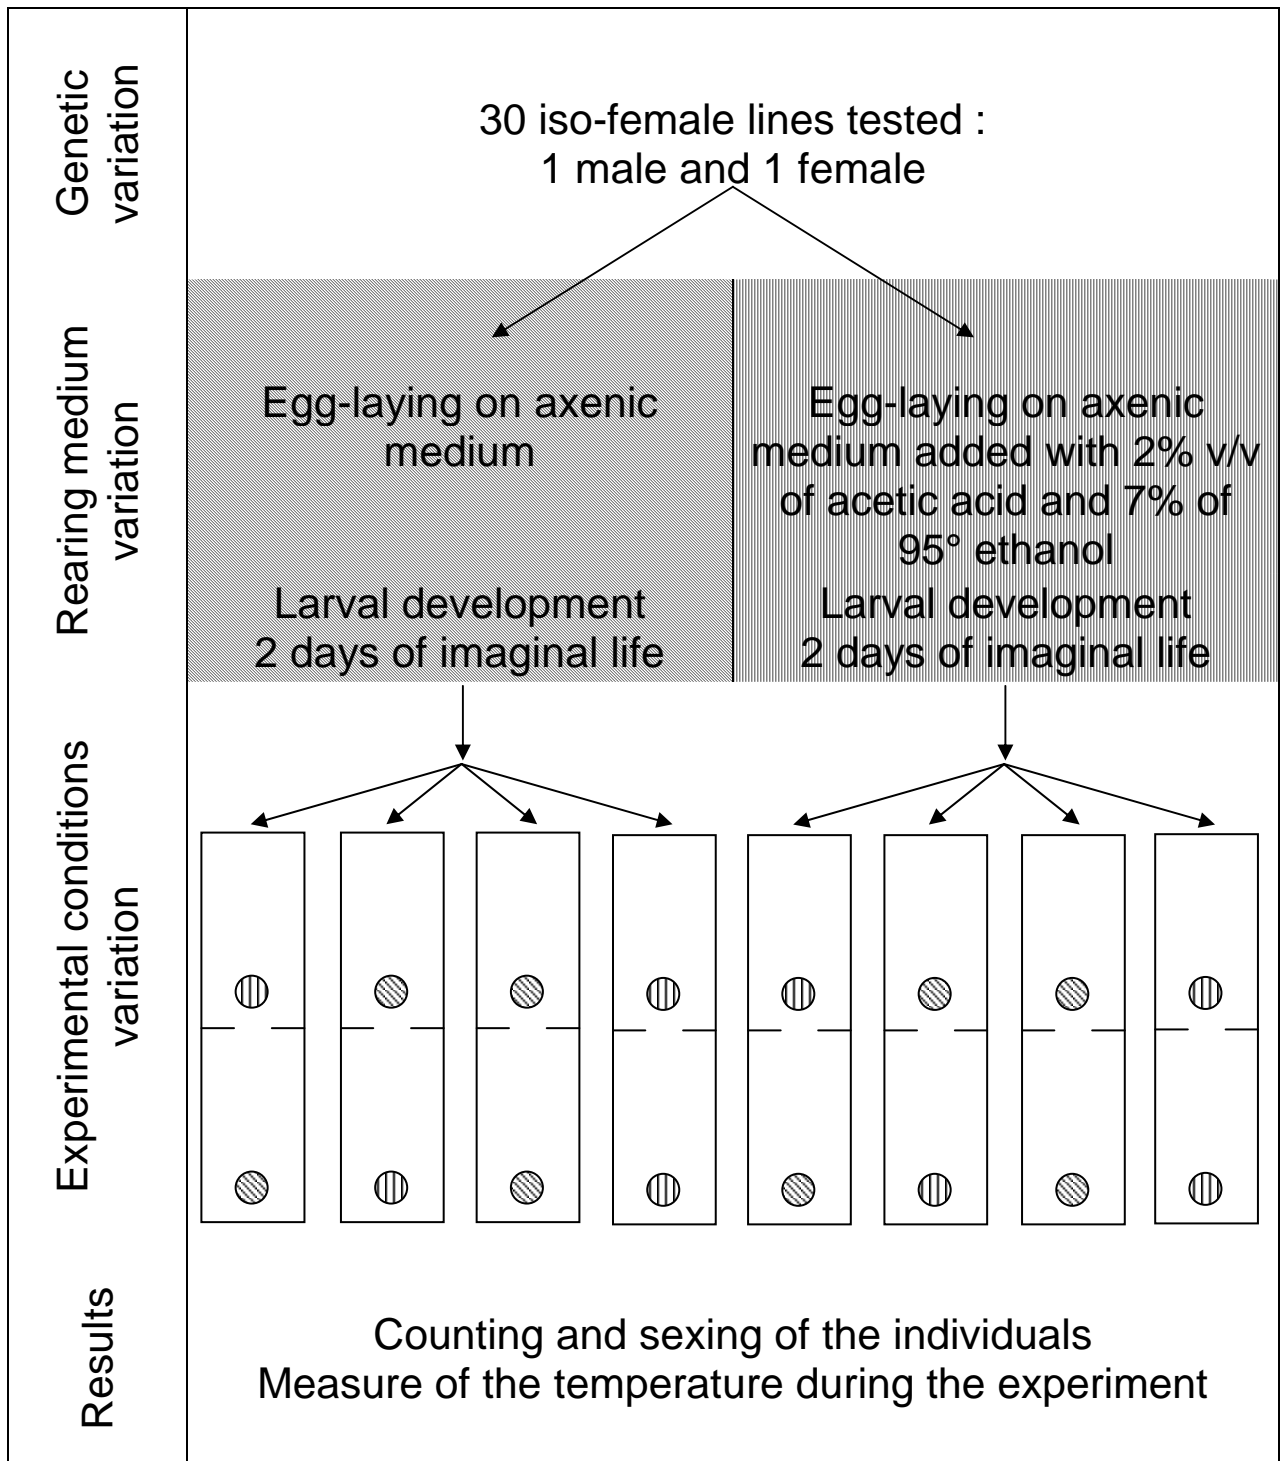 Genetic
variation
30 iso-female lines tested :
1 male and 1 female
Rearing medium
variation
Egg-laying on axenic
medium
Larval development
2 days of imaginal life
Egg-laying on axenic
medium added with 2% v/v
of acetic acid and 7% of
95° ethanol
Larval development
2 days of imaginal life
Experimental conditions
variation
Results
Counting and sexing of the individuals
Measure of the temperature during the experiment